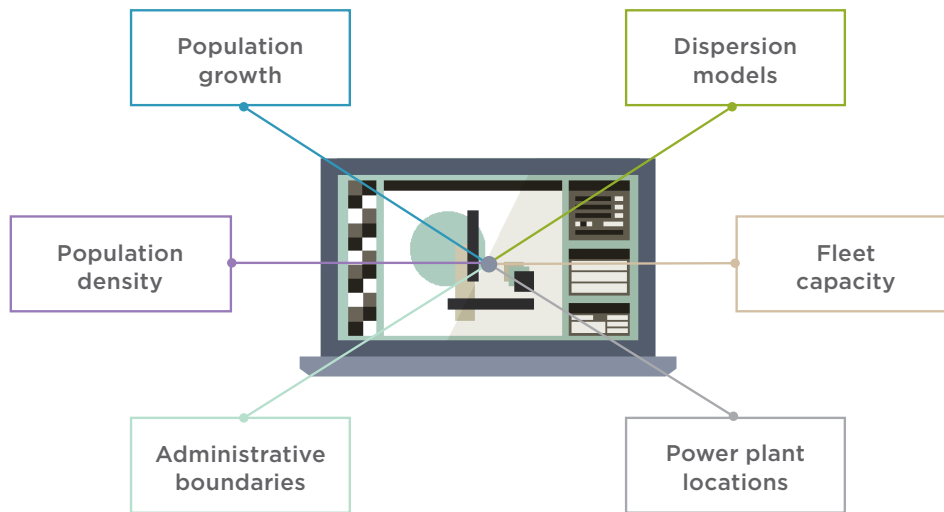 Population
growth
Dispersion
models
Population
density
Fleet
capacity
Administrative
boundaries
Power plant
locations